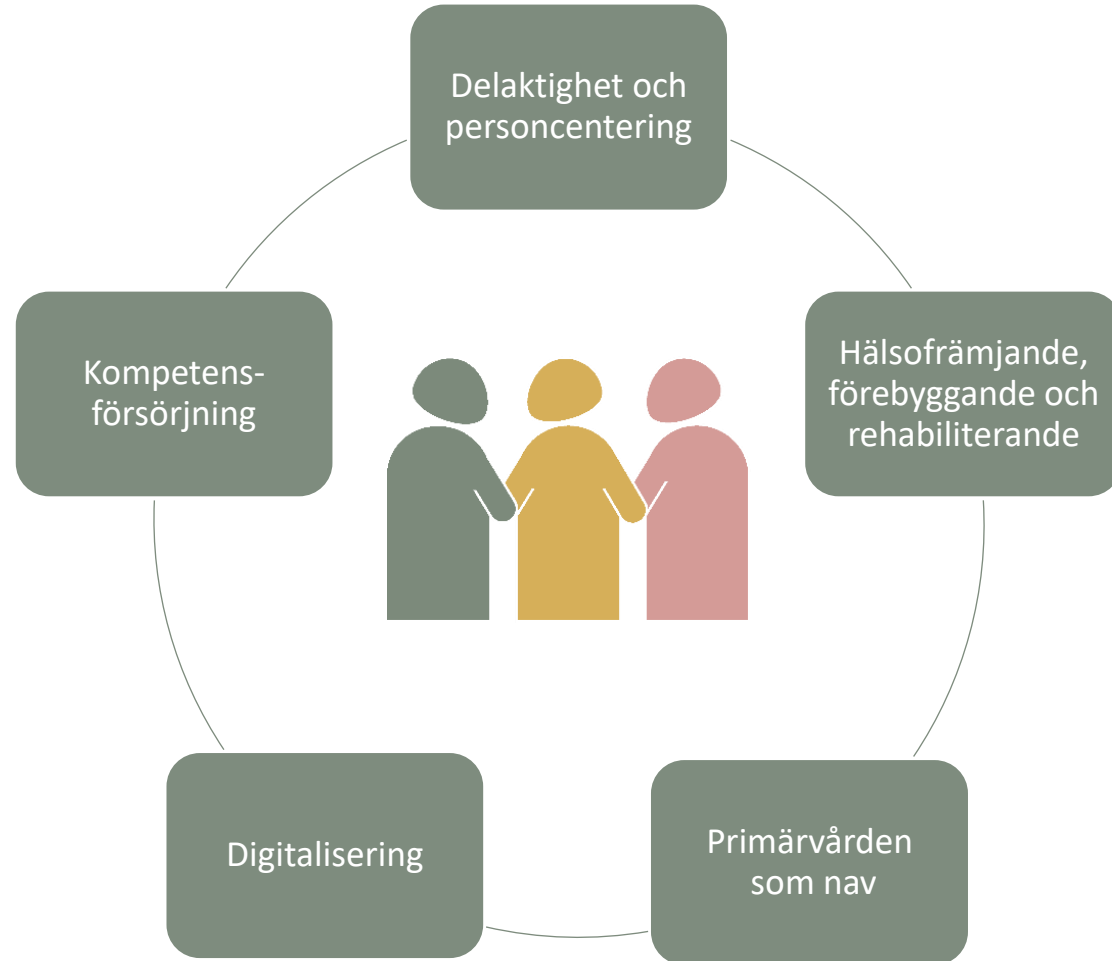 Delaktighet och
personcentering
Hälsofrämjande,
förebyggande och
rehabiliterande
Primärvården
som nav
Digitalisering
Kompetens-
försörjning